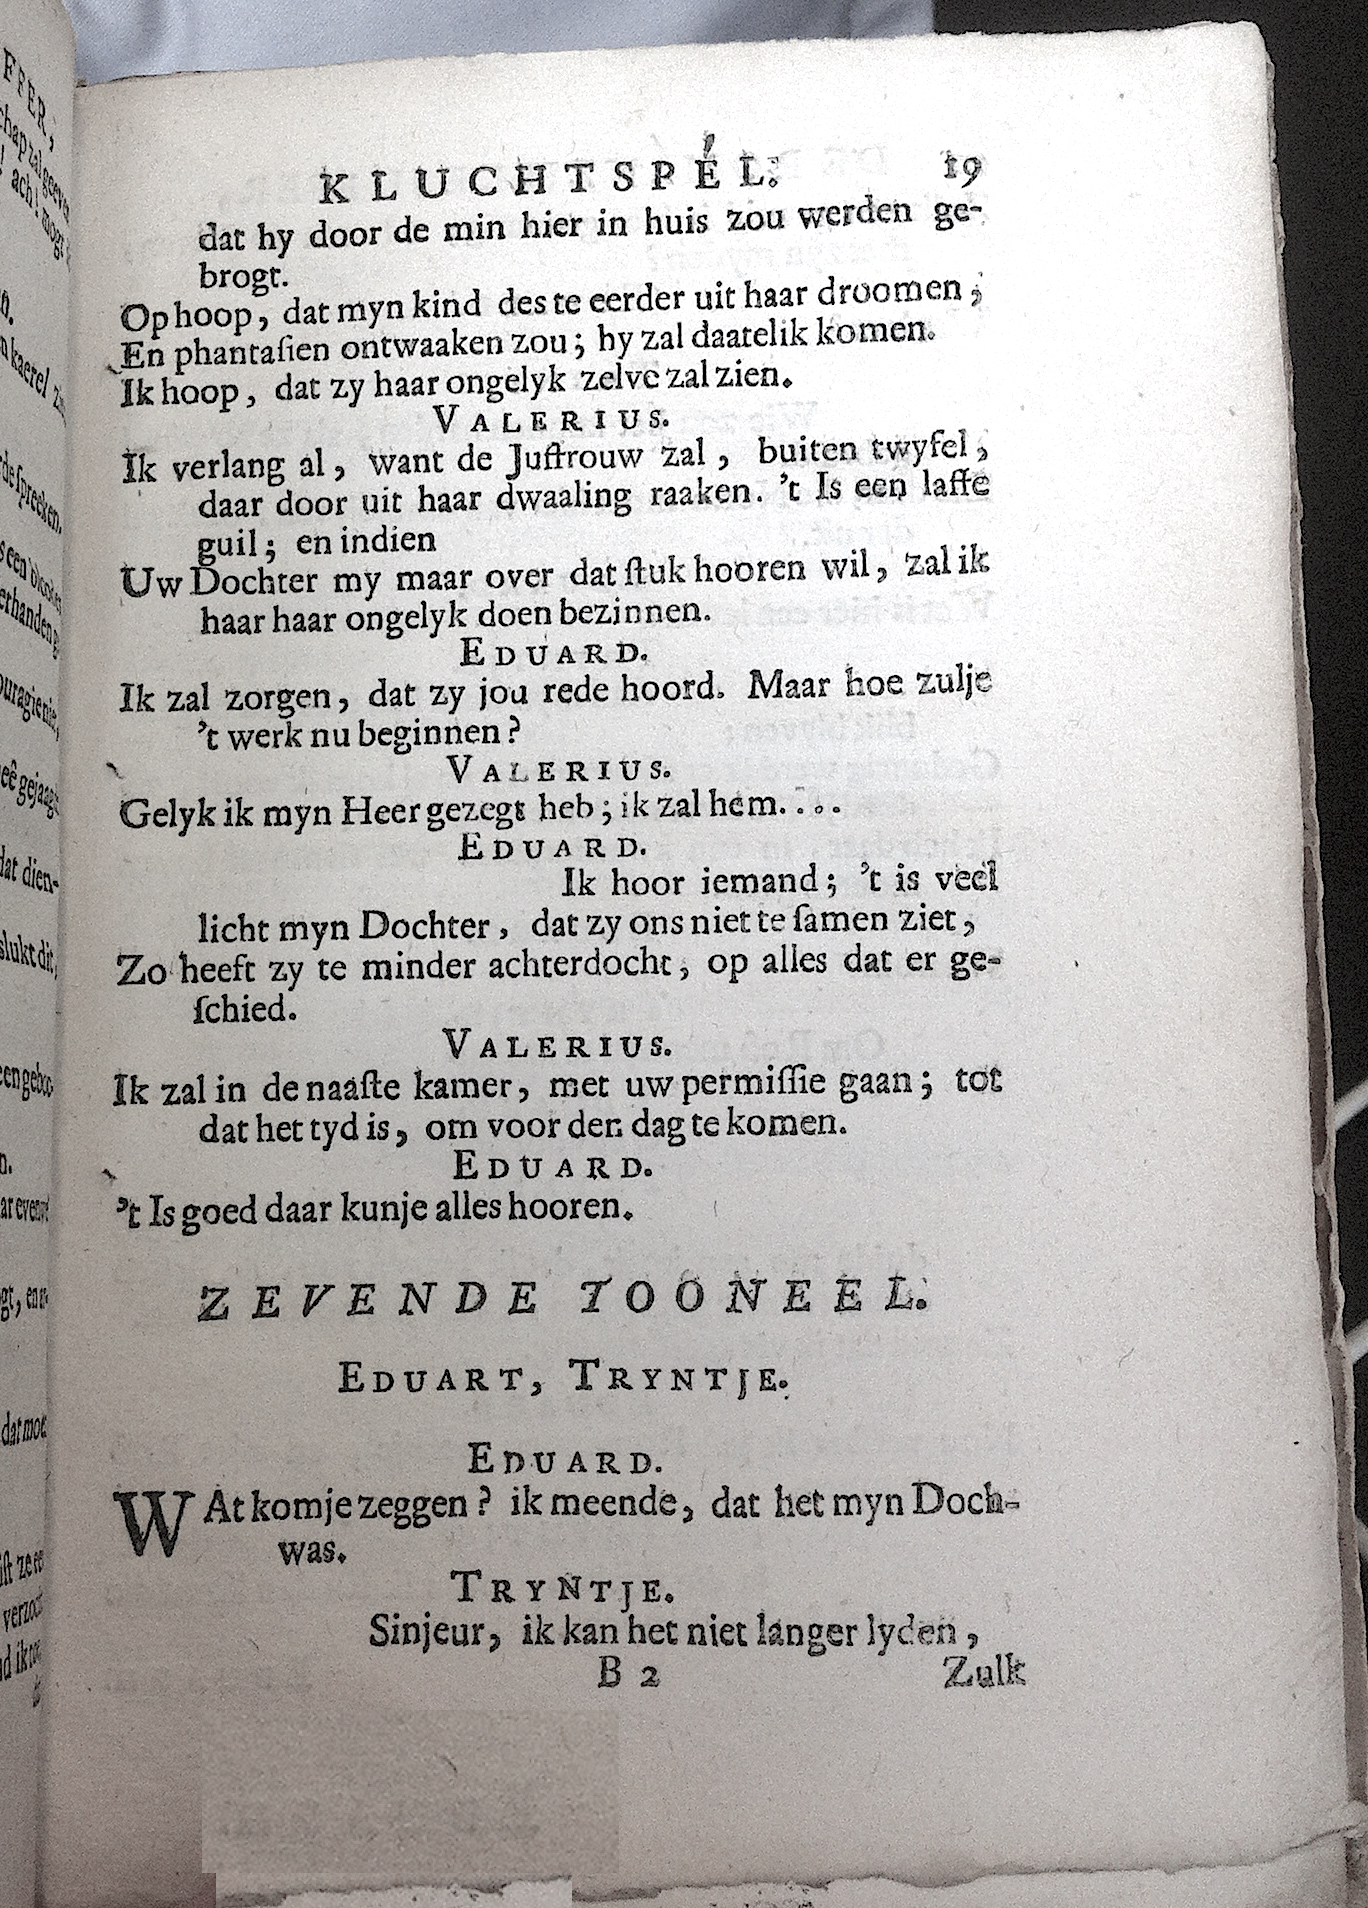 KLUCHTSPÉL. 19
dat hy door de min hier in huis zou werden ge-
brogt.
Op hoop, dat myn kind des te eerder uit haar droomen,
En phantaſien ontwaaken zou; hy zal daatelik komen.
Ik hoop, dat zy haar ongelyk zelve zal zien.
VALERIUS.
Ik verlang al, want de Juffrouw zal, buiten twyfel,
daar door uit haar dwaaling raaken. 't Is een laffe
guil; en indien
Uw Dochter my maar over dat ſtuk hooren wil, zal ik
haar haar ongelyk doen bezinnen.
EDUARD.
Ik zal zorgen, dat zy jou rede hoord. Maar hoe zulje
't werk nu beginnen?
VALERIUS.
Gelyk ik myn Heer gezegt heb; ik zal hem....
EDUARD.
Ik hoor iemand; 't is veel
licht myn Dochter, dat zy ons niet te ſamen ziet,
Zo heeft zy te minder achterdocht, op alles dat er ge-
ſchied.
VALERIUS.
Ik zal in de naaſte kamer, met uw permiſſie gaan; tot
dat het tyd is, om voor den dag te komen.
EDUARD.
't Is goed daar kunje alles hooren.
ZEVENDE TOONEEL.
EDUART, TRYNTJE.
EDUARD.
WAt komje zeggen? ik meende, dat het myn Doch-
was.
TRYNTJE.
Sinjeur, ik kan het niet langer lyden,
B 2 Zulk